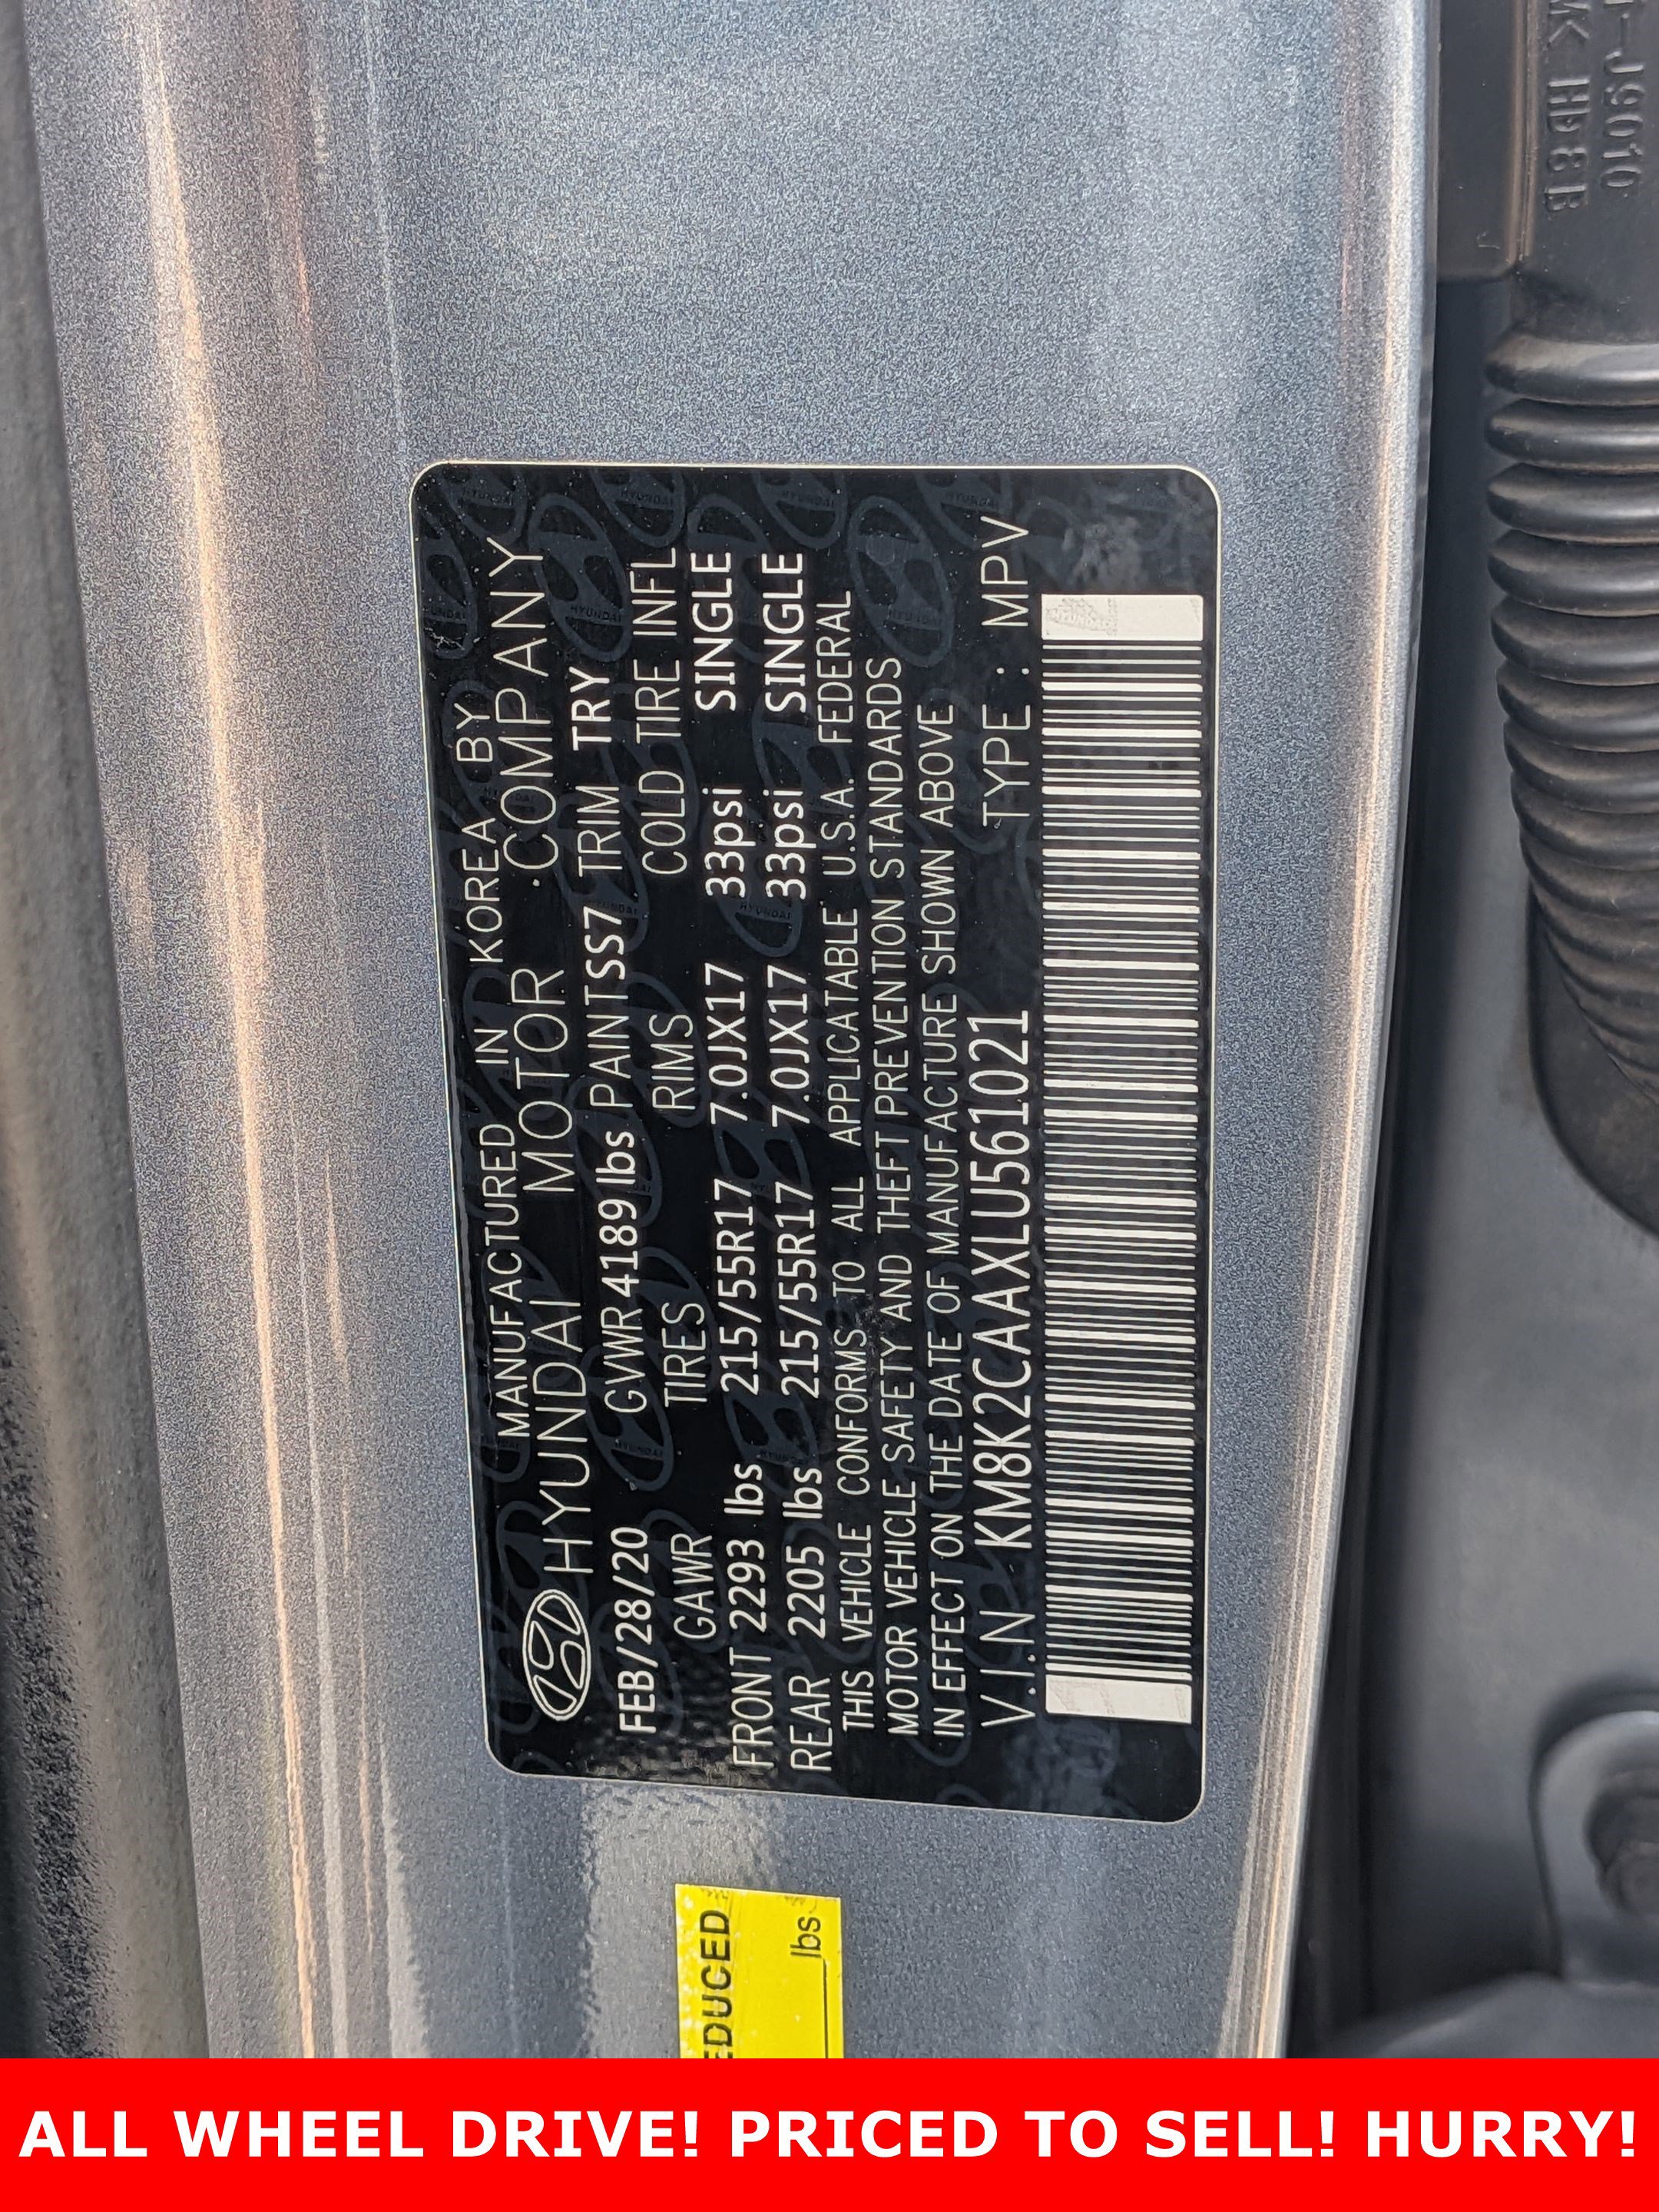 MANUFACTURED IN KOREA BY
HYUNDAI MOTOR COMPANY
FEB/28/20 GVWR 4189 lbs PAINT SS7 TRIM TRY
GAWR TIRES RIMS COLD TIRE INFL
FRONT 2293 lbs 215/55R17 7.0JX17 33psi SINGLE
REAR 2205 lbs 215/55R17 7.0JX17 33psi SINGLE
THIS VEHICLE CONFORMS TO ALL APPLICATABLE U.S.A. FEDERAL
MOTOR VEHICLE SAFETY AND THEFT PREVENTION STANDARDS
IN EFFECT ON THE DATE OF MANUFACTURE SHOWN ABOVE
V.I.N KM8K2CAAXLU561021 TYPE : MPV
EDUCED
lbs
-J9010
HD8B
ALL WHEEL DRIVE! PRICED TO SELL! HURRY!